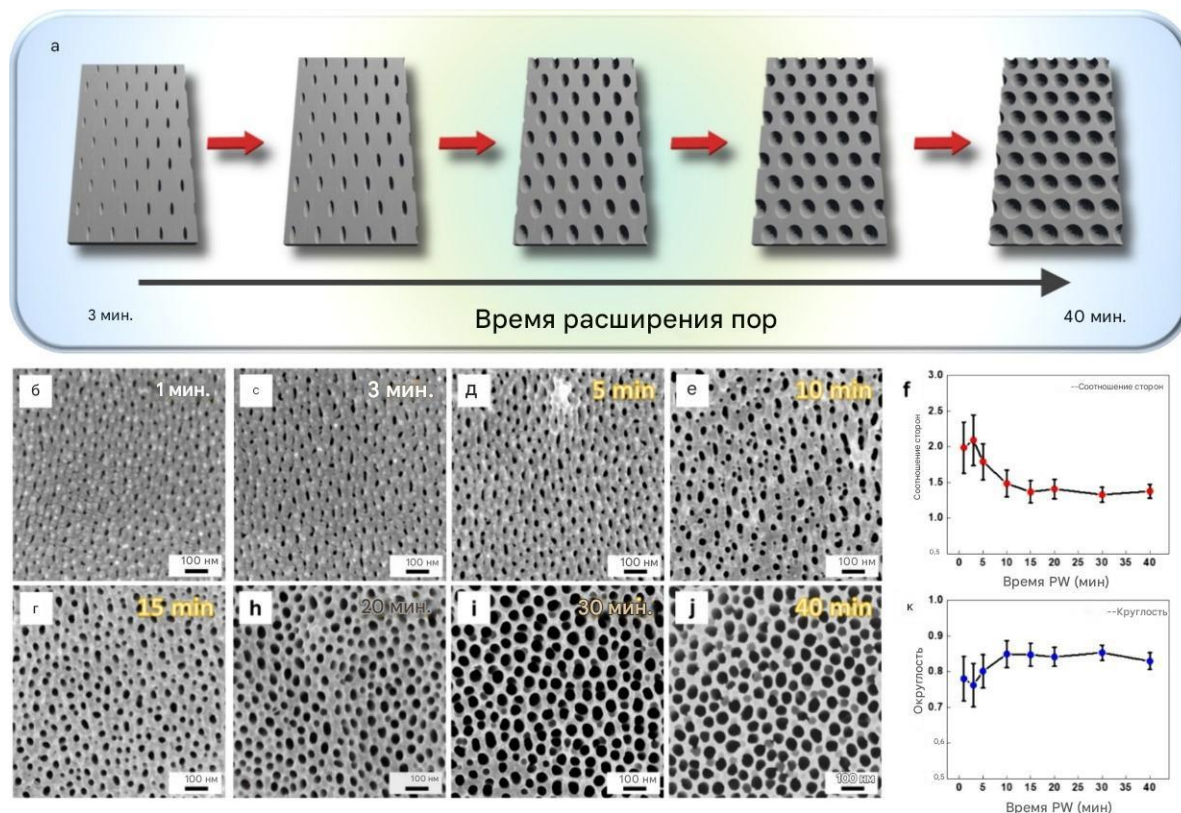 а
3 мин.
Время расширения пор
40 мин.
б
1 мин.
с
3 мин.
д
5 min
е
10 min
100 нм
100 нм
100 нм
100 нм
г
15 min
h
20 мин.
i
30 мин.
j
40 min
100 нм
100 нм
100 нм
100 нм
f
3.0
--Соотношение сторон
2.5
2.0
1.5
1.0
0,5
Соотношение сторон
0 5 10 15 20 25 30 35 40
Время PW (мин)
к
1.0
--Круглость
0.9
0.8
0.7
0,6
0,5
Округлость
0 5 10 15 20 25 30 35 40
Время PW (мин)